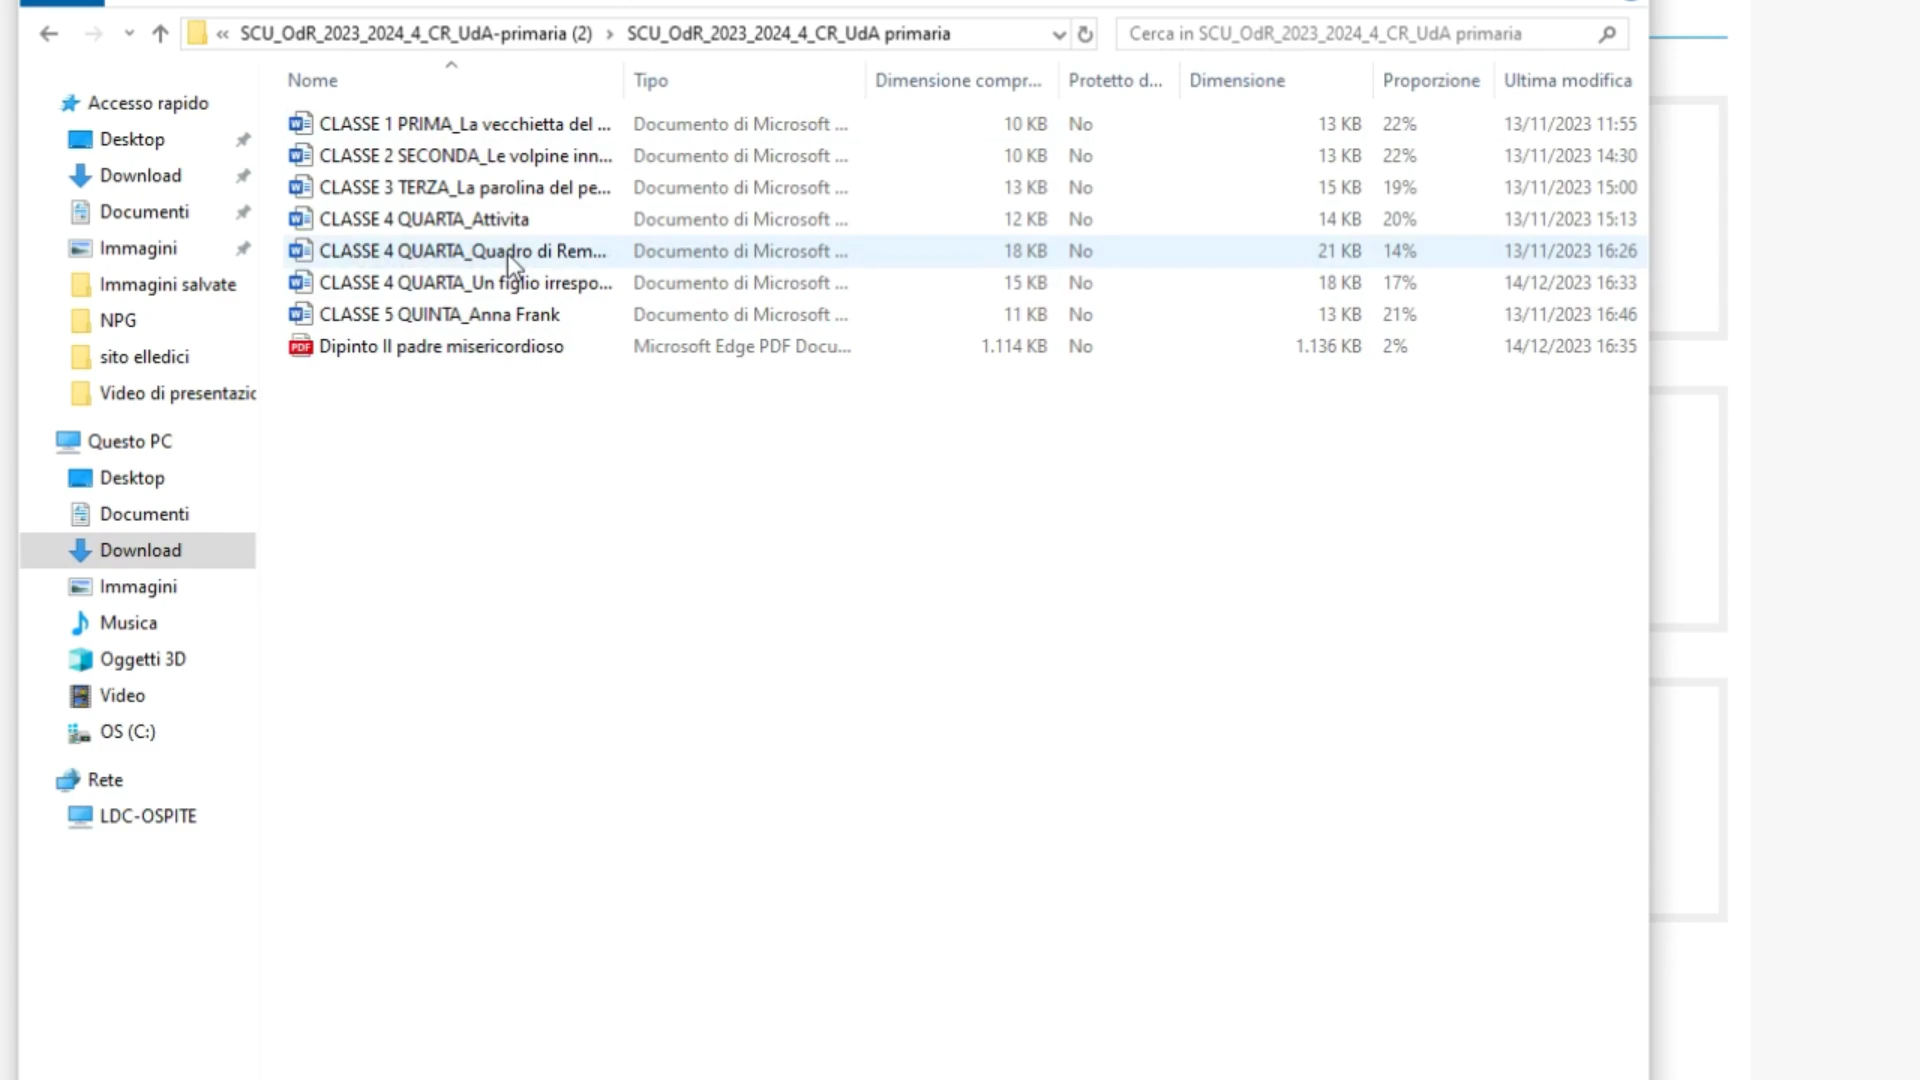 « SCU_OdR_2023_2024_4_CR_UdA-primaria (2) › SCU_OdR_2023_2024_4_CR_UdA primaria
Cerca in SCU_OdR_2023_2024_4_CR_UdA primaria
Nome Tipo Dimensione compr... Protetto d... Dimensione Proporzione Ultima modifica
CLASSE 1 PRIMA_La vecchietta del ... Documento di Microsoft ... 10 KB No 13 KB 22% 13/11/2023 11:55
CLASSE 2 SECONDA_Le volpine inn... Documento di Microsoft ... 10 KB No 13 KB 22% 13/11/2023 14:30
CLASSE 3 TERZA_La parolina del pe... Documento di Microsoft ... 13 KB No 15 KB 19% 13/11/2023 15:00
CLASSE 4 QUARTA_Attivita Documento di Microsoft ... 12 KB No 14 KB 20% 13/11/2023 15:13
CLASSE 4 QUARTA_Quadro di Rem... Documento di Microsoft ... 18 KB No 21 KB 14% 13/11/2023 16:26
CLASSE 4 QUARTA_Un figlio irrespo... Documento di Microsoft ... 15 KB No 18 KB 17% 14/12/2023 16:33
CLASSE 5 QUINTA_Anna Frank Documento di Microsoft ... 11 KB No 13 KB 21% 13/11/2023 16:46
Dipinto Il padre misericordioso Microsoft Edge PDF Docu... 1.114 KB No 1.136 KB 2% 14/12/2023 16:35
Accesso rapido
Desktop
Download
Documenti
Immagini
Immagini salvate
NPG
sito elledici
Video di presentazio
Questo PC
Desktop
Documenti
Download
Immagini
Musica
Oggetti 3D
Video
OS (C:)
Rete
LDC-OSPITE